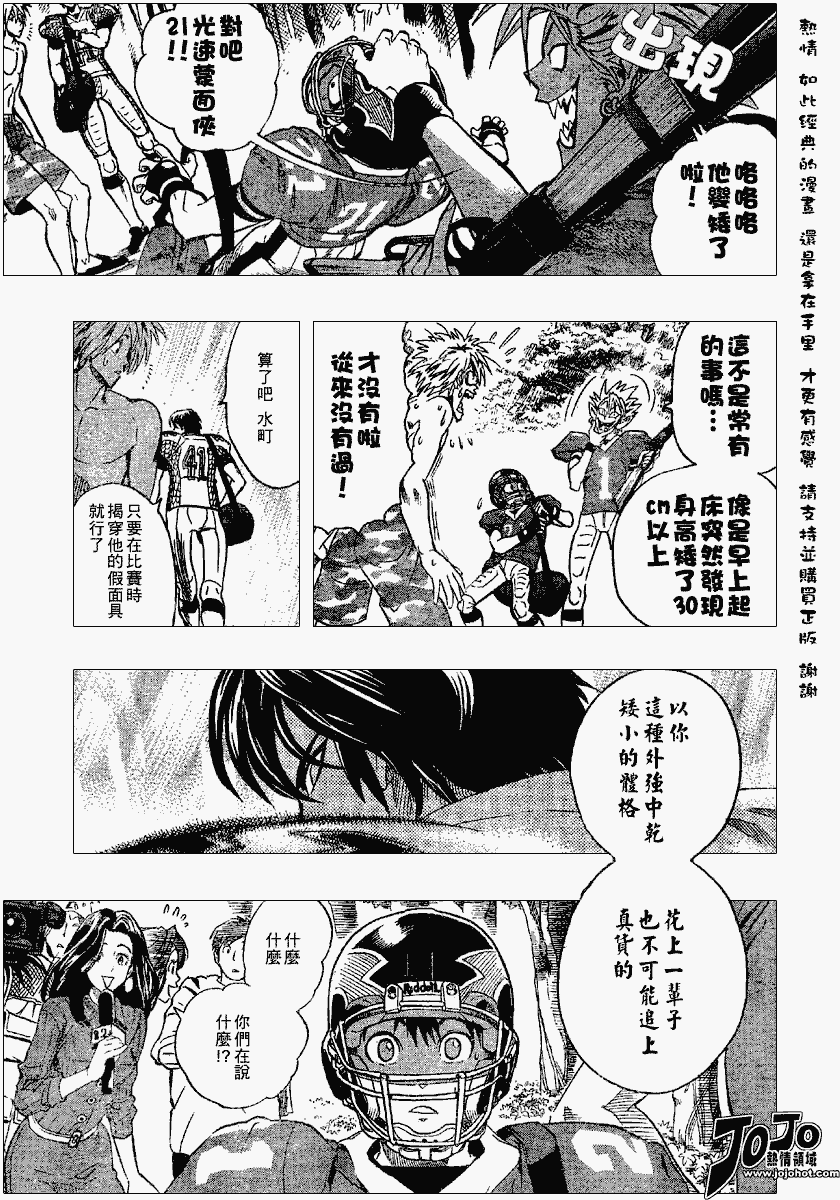 出現
咯咯咯
他變矮了
啦！
對吧
光速蒙面俠
21!!
這不是常有
的事嗎…
像是早上起
床突然發現
身高矮了30
cm以上
才沒有啦
從來沒有過！
1
算了吧 水町
41
只要在比賽時
揭穿他的假面具
就行了
以你
這種外強中乾
矮小的體格
花上一輩子
也不可能追上
真貨的
什麼
什麼
你們在說
什麼!?
Riddell
21
熱情 如此經典的漫畫 還是拿在手里 才更有感覺 請支持並購買正版 謝謝
JOJO
熱情領域
www.jojohot.com